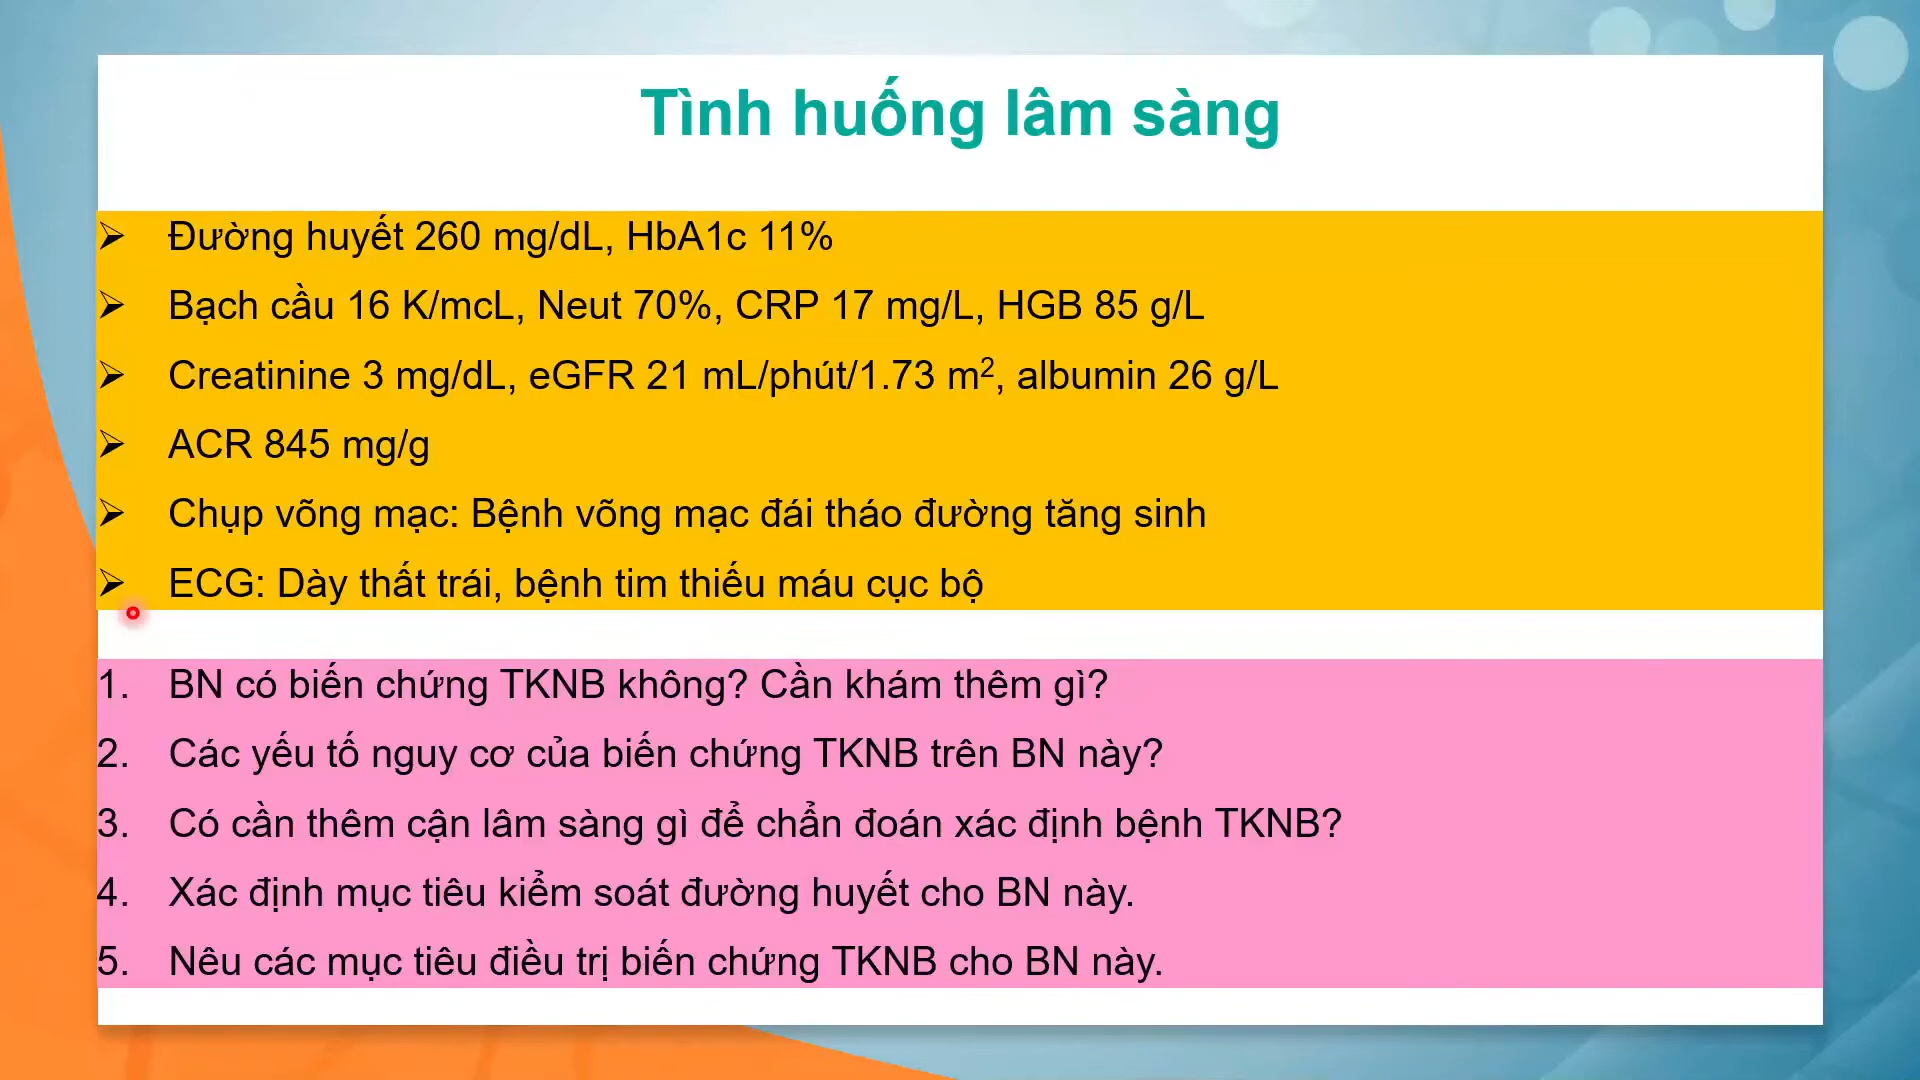 Tình huống lâm sàng
➢ Đường huyết 260 mg/dL, HbA1c 11%
➢ Bạch cầu 16 K/mcL, Neut 70%, CRP 17 mg/L, HGB 85 g/L
➢ Creatinine 3 mg/dL, eGFR 21 mL/phút/1.73 m², albumin 26 g/L
➢ ACR 845 mg/g
➢ Chụp võng mạc: Bệnh võng mạc đái tháo đường tăng sinh
➢ ECG: Dày thất trái, bệnh tim thiếu máu cục bộ
1. BN có biến chứng TKNB không? Cần khám thêm gì?
2. Các yếu tố nguy cơ của biến chứng TKNB trên BN này?
3. Có cần thêm cận lâm sàng gì để chẩn đoán xác định bệnh TKNB?
4. Xác định mục tiêu kiểm soát đường huyết cho BN này.
5. Nêu các mục tiêu điều trị biến chứng TKNB cho BN này.